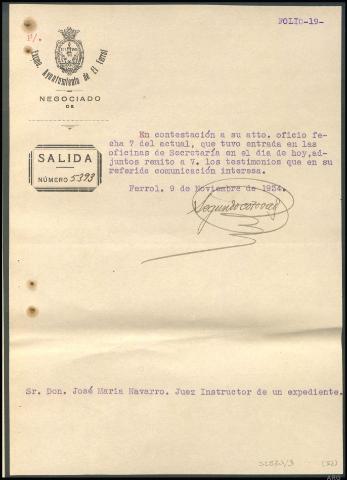 FOLIO-19-
P/.
Excmo. Ayuntamiento de El Ferrol
NEGOCIADO
DE
En contestación a su atto. oficio fe-
cha 7 del actual, que tuvo entrada en las
oficinas de Secretaría en el dia de hoy,ad-
juntos remito a V. los testimonios que en su
referida comunicación interesa.
SALIDA
NÚMERO 5393
Ferrol. 9 de Noviembre de 1934.
Sr. Don. José Maria Navarro. Juez Instructor de un expediente.